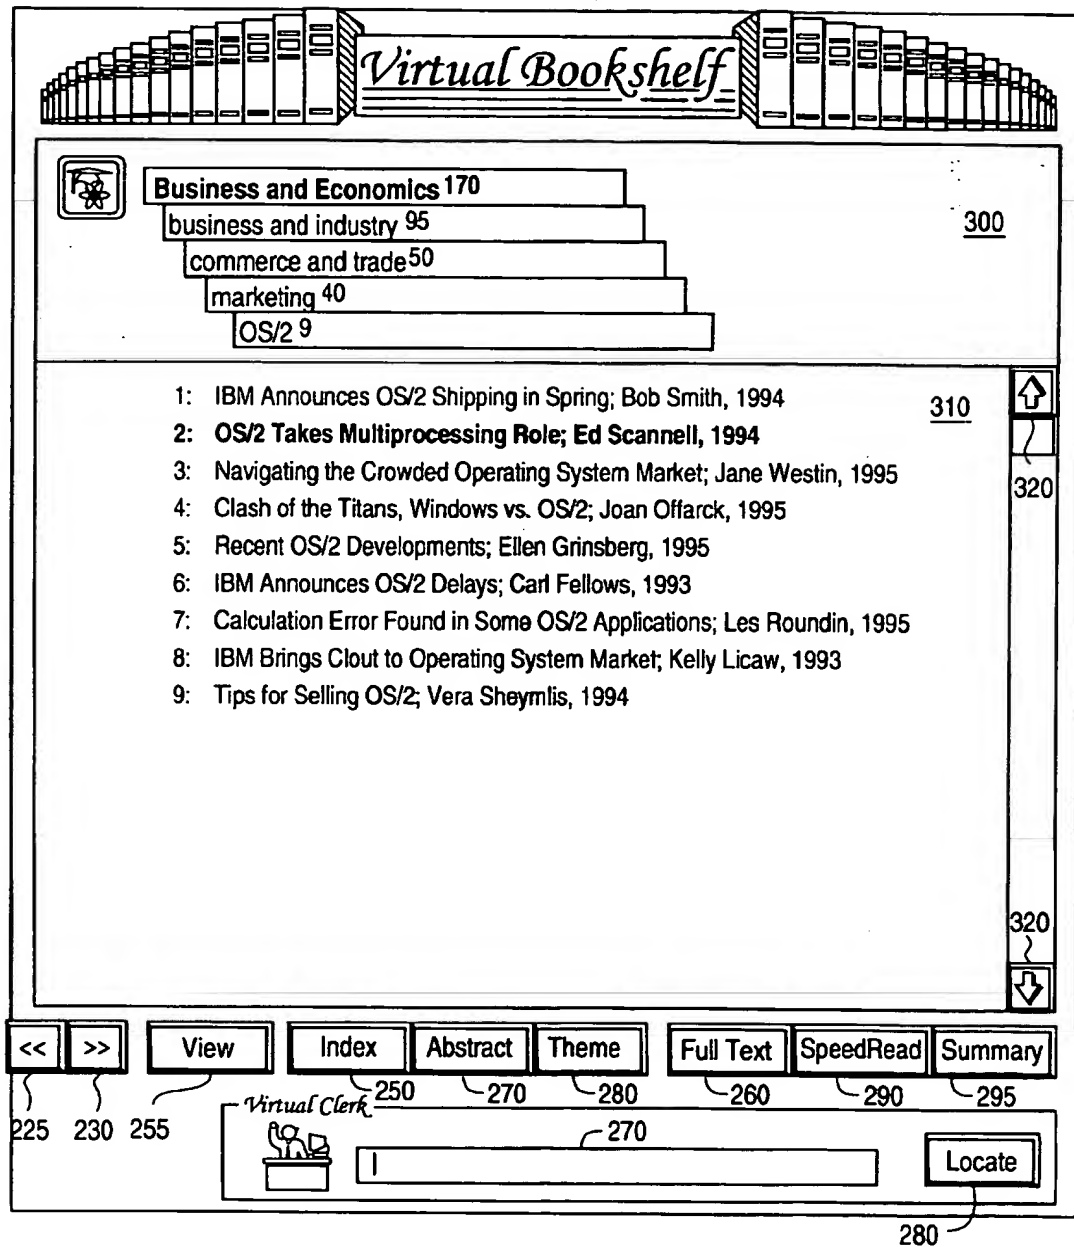 Virtual Bookshelf
Business and Economics 170
business and industry 95
300
commerce and trade 50
marketing 40
OS/2 9
1: IBM Announces OS/2 Shipping in Spring; Bob Smith, 1994
310
2: OS/2 Takes Multiprocessing Role; Ed Scannell, 1994
3: Navigating the Crowded Operating System Market; Jane Westin, 1995
320
4: Clash of the Titans, Windows vs. OS/2; Joan Offarck, 1995
5: Recent OS/2 Developments; Ellen Grinsberg, 1995
6: IBM Announces OS/2 Delays; Carl Fellows, 1993
7: Calculation Error Found in Some OS/2 Applications; Les Roundin, 1995
8: IBM Brings Clout to Operating System Market; Kelly Licaw, 1993
9: Tips for Selling OS/2; Vera Sheymlis, 1994
320
<< >> View Index Abstract Theme Full Text SpeedRead Summary
250 270 280 260 290 295
225 230 255
Virtual Clerk
270
Locate
280